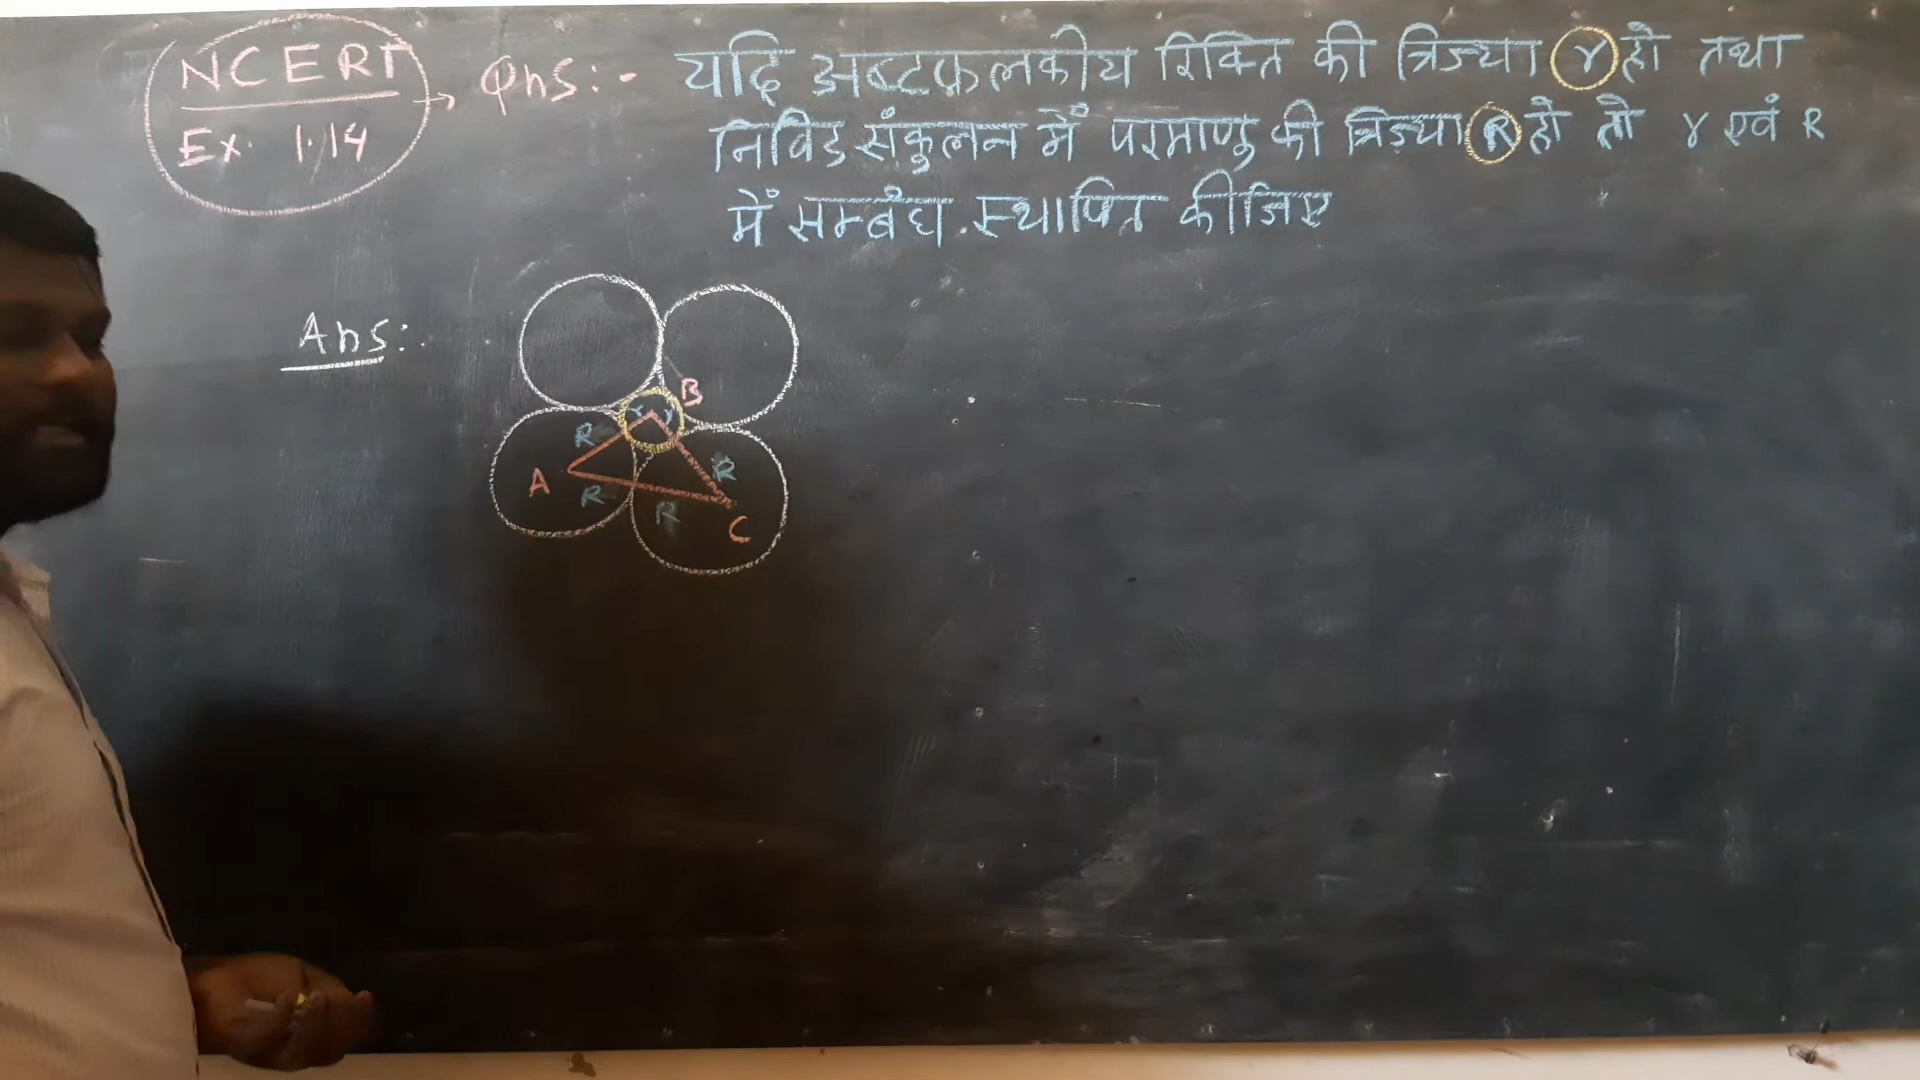 NCERT
Ex. 1.14
Qns:- यदि अष्टफलकीय रिक्ति की त्रिज्या r हो तथा
निविड संकुलन में परमाणु की त्रिज्या R हो तो r एवं R
में सम्बंध स्थापित कीजिए
Ans:
B
r r
R
R
A
R
R
C